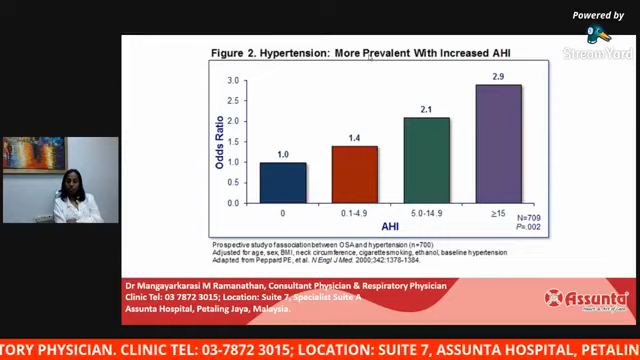 Powered by
StreamYard
Figure 2. Hypertension: More Prevalent With Increased AHI
Odds Ratio
3.0
2.5
2.0
1.5
1.0
0.5
0.0
1.0
1.4
2.1
2.9
0
0.1-4.9
5.0-14.9
≥15
AHI
N=709
P=.002
Prospective study of association between OSA and hypertension (n=700)
Adjusted for age, sex, BMI, neck circumference, cigarette smoking, ethanol, baseline hypertension
Adapted from Peppard PE, et al. N Engl J Med. 2000;342:1378-1384.
Dr Mangayarkarasi M Ramanathan, Consultant Physician & Respiratory Physician
Clinic Tel: 03 7872 3015; Location: Suite 7, Specialist Suite A
Assunta Hospital, Petaling Jaya, Malaysia.
Assunta
TORY PHYSICIAN. CLINIC TEL: 03-7872 3015; LOCATION: SUITE 7, ASSUNTA HOSPITAL, PETALIN